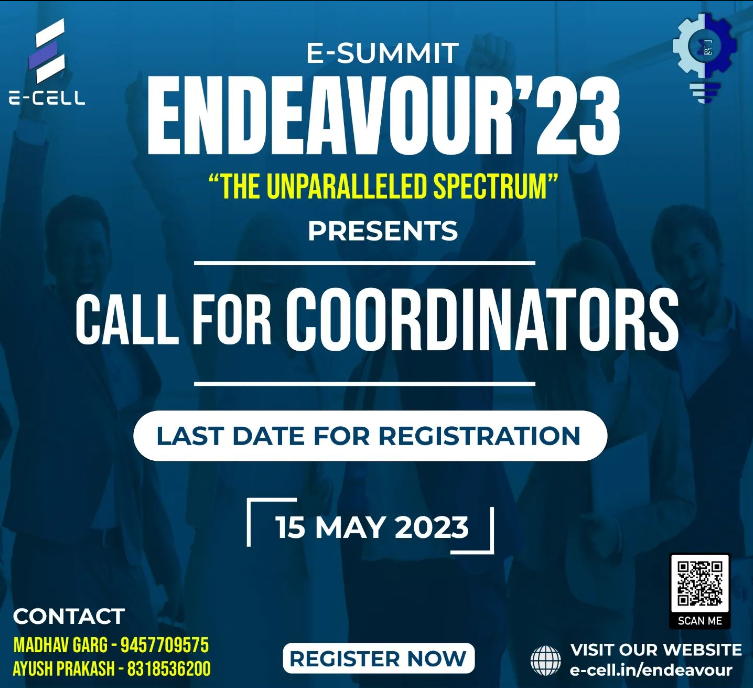 E-CELL
E-SUMMIT
ENDEAVOUR'23
“THE UNPARALLELED SPECTRUM”
PRESENTS
CALL FOR COORDINATORS
LAST DATE FOR REGISTRATION
15 MAY 2023
SCAN ME
CONTACT
MADHAV GARG - 9457709575
AYUSH PRAKASH - 8318536200
REGISTER NOW
VISIT OUR WEBSITE
e-cell.in/endeavour